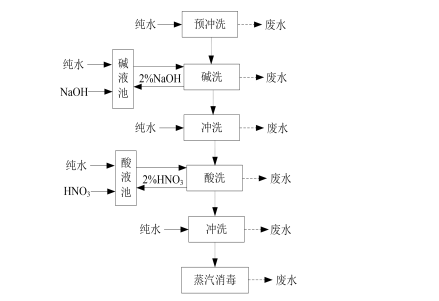 纯水 预冲洗 废水
纯水 碱液池 2%NaOH 碱洗 废水
NaOH
纯水 冲洗 废水
纯水 酸液池 2%HNO₃ 酸洗 废水
HNO₃
纯水 冲洗 废水
蒸汽消毒 废水